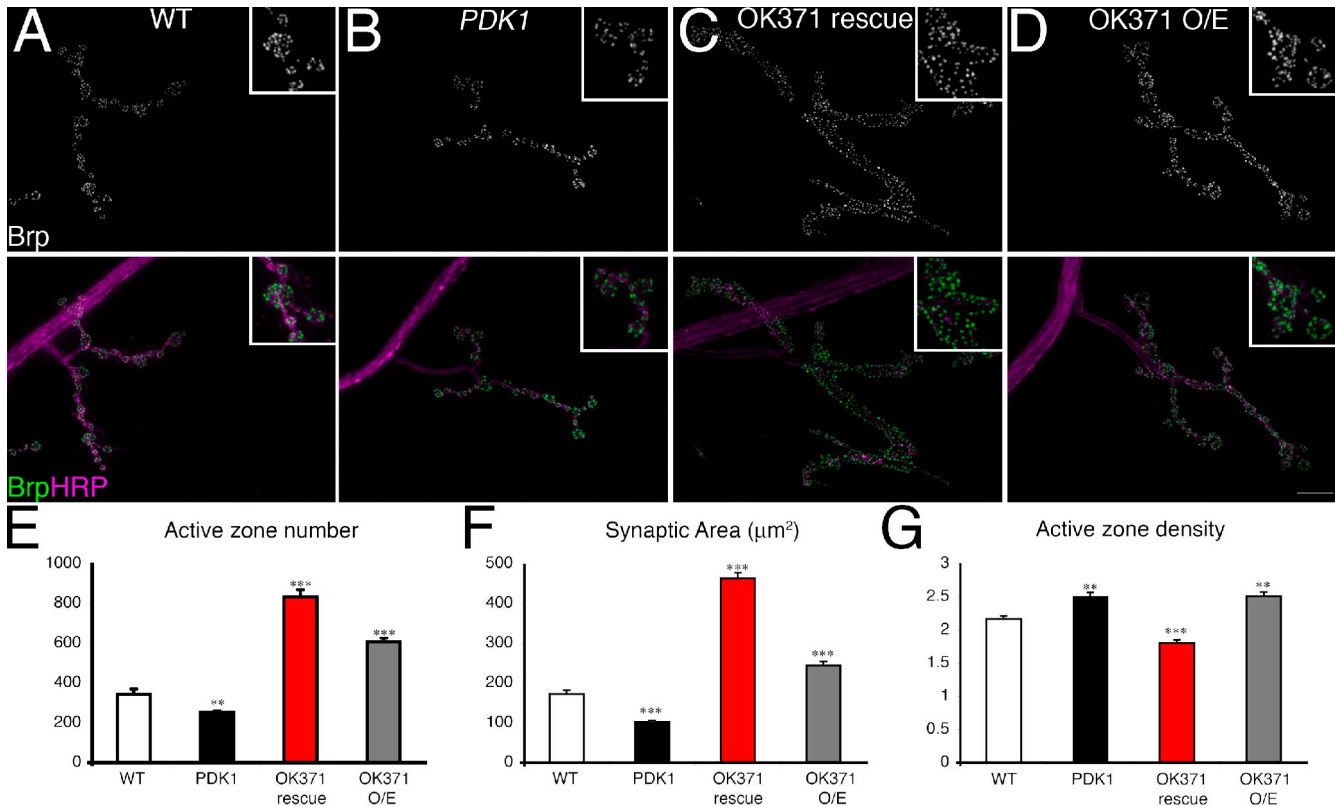 A WT
B PDK1
C OK371 rescue
D OK371 O/E
Brp
BrpHRP
E Active zone number
1000
800
600
400
200
0
***
***
**
WT PDK1 OK371 rescue OK371 O/E
F Synaptic Area (μm²)
500
400
300
200
100
0
***
***
***
WT PDK1 OK371 rescue OK371 O/E
G Active zone density
3
2.5
2
1.5
1
0.5
0
**
**
***
WT PDK1 OK371 rescue OK371 O/E